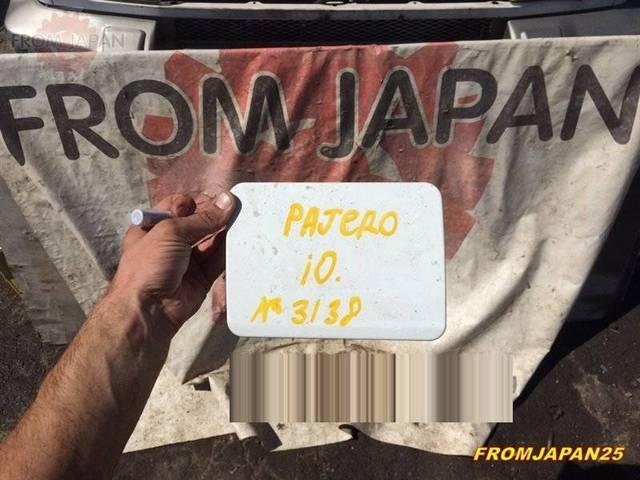 FROM JAPAN
FROM JAPAN
PAJERO
iO.
№ 3138
FROMJAPAN25